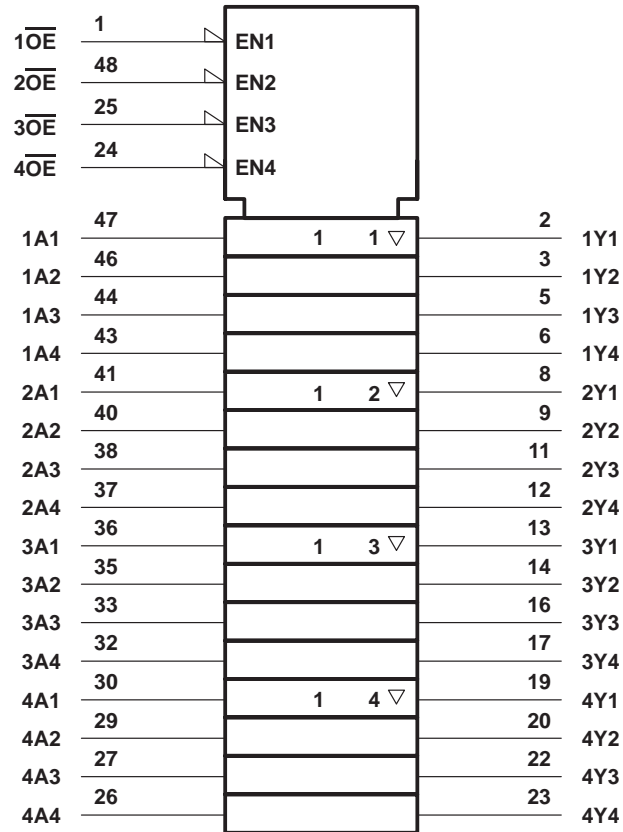 1O̅E̅ 1 EN1
2O̅E̅ 48 EN2
3O̅E̅ 25 EN3
4O̅E̅ 24 EN4
1A1 47 1 1 ▽ 2 1Y1
1A2 46 3 1Y2
1A3 44 5 1Y3
1A4 43 6 1Y4
2A1 41 1 2 ▽ 8 2Y1
2A2 40 9 2Y2
2A3 38 11 2Y3
2A4 37 12 2Y4
3A1 36 1 3 ▽ 13 3Y1
3A2 35 14 3Y2
3A3 33 16 3Y3
3A4 32 17 3Y4
4A1 30 1 4 ▽ 19 4Y1
4A2 29 20 4Y2
4A3 27 22 4Y3
4A4 26 23 4Y4